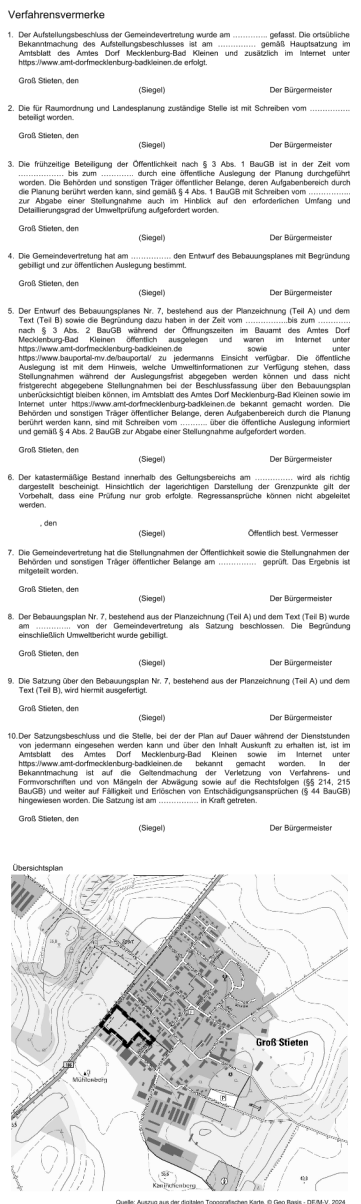 Verfahrensvermerke
1. Der Aufstellungsbeschluss der Gemeindevertretung wurde am ………….. gefasst. Die ortsübliche
Bekanntmachung des Aufstellungsbeschlusses ist am …………… gemäß Hauptsatzung im
Amtsblatt des Amtes Dorf Mecklenburg-Bad Kleinen und zusätzlich im Internet unter
https://www.amt-dorfmecklenburg-badkleinen.de erfolgt.
Groß Stieten, den
(Siegel) Der Bürgermeister
2. Die für Raumordnung und Landesplanung zuständige Stelle ist mit Schreiben vom …………….
beteiligt worden.
Groß Stieten, den
(Siegel) Der Bürgermeister
3. Die frühzeitige Beteiligung der Öffentlichkeit nach § 3 Abs. 1 BauGB ist in der Zeit vom
……………… bis zum …………. durch eine öffentliche Auslegung der Planung durchgeführt
worden. Die Behörden und sonstigen Träger öffentlicher Belange, deren Aufgabenbereich durch
die Planung berührt werden kann, sind gemäß § 4 Abs. 1 BauGB mit Schreiben vom …………….
zur Abgabe einer Stellungnahme auch im Hinblick auf den erforderlichen Umfang und
Detaillierungsgrad der Umweltprüfung aufgefordert worden.
Groß Stieten, den
(Siegel) Der Bürgermeister
4. Die Gemeindevertretung hat am …………… den Entwurf des Bebauungsplanes mit Begründung
gebilligt und zur öffentlichen Auslegung bestimmt.
Groß Stieten, den
(Siegel) Der Bürgermeister
5. Der Entwurf des Bebauungsplanes Nr. 7, bestehend aus der Planzeichnung (Teil A) und dem
Text (Teil B) sowie die Begründung dazu haben in der Zeit vom …………….bis zum ………….
nach § 3 Abs. 2 BauGB während der Öffnungszeiten im Bauamt des Amtes Dorf
Mecklenburg-Bad Kleinen öffentlich ausgelegen und waren im Internet unter
https://www.amt-dorfmecklenburg-badkleinen.de sowie unter
https://www.bauportal-mv.de/bauportal/ zu jedermanns Einsicht verfügbar. Die öffentliche
Auslegung ist mit dem Hinweis, welche Umweltinformationen zur Verfügung stehen, dass
Stellungnahmen während der Auslegungsfrist abgegeben werden können und dass nicht
fristgerecht abgegebene Stellungnahmen bei der Beschlussfassung über den Bebauungsplan
unberücksichtigt bleiben können, im Amtsblatt des Amt Dorf Mecklenburg-Bad Kleinen sowie im
Internet unter https://www.amt-dorfmecklenburg-badkleinen.de bekannt gemacht worden. Die
Behörden und sonstigen Träger öffentlicher Belange, deren Aufgabenbereich durch die Planung
berührt werden kann, sind mit Schreiben vom ……….. über die öffentliche Auslegung informiert
und gemäß § 4 Abs. 2 BauGB zur Abgabe einer Stellungnahme aufgefordert worden.
Groß Stieten, den
(Siegel) Der Bürgermeister
6. Der katastermäßige Bestand innerhalb des Geltungsbereichs am …………… wird als richtig
dargestellt bescheinigt. Hinsichtlich der lagerichtigen Darstellung der Grenzpunkte gilt der
Vorbehalt, dass eine Prüfung nur grob erfolgte. Regressansprüche können nicht abgeleitet
werden.
, den
(Siegel) Öffentlich best. Vermesser
7. Die Gemeindevertretung hat die Stellungnahmen der Öffentlichkeit sowie die Stellungnahmen der
Behörden und sonstigen Träger öffentlicher Belange am …………… geprüft. Das Ergebnis ist
mitgeteilt worden.
Groß Stieten, den
(Siegel) Der Bürgermeister
8. Der Bebauungsplan Nr. 7, bestehend aus der Planzeichnung (Teil A) und dem Text (Teil B) wurde
am ………….. von der Gemeindevertretung als Satzung beschlossen. Die Begründung
einschließlich Umweltbericht wurde gebilligt.
Groß Stieten, den
(Siegel) Der Bürgermeister
9. Die Satzung über den Bebauungsplan Nr. 7, bestehend aus der Planzeichnung (Teil A) und dem
Text (Teil B), wird hiermit ausgefertigt.
Groß Stieten, den
(Siegel) Der Bürgermeister
10.Der Satzungsbeschluss und die Stelle, bei der der Plan auf Dauer während der Dienststunden
von jedermann eingesehen werden kann und über den Inhalt Auskunft zu erhalten ist, ist im
Amtsblatt des Amtes Dorf Mecklenburg-Bad Kleinen sowie im Internet unter
https://www.amt-dorfmecklenburg-badkleinen.de bekannt gemacht worden. In der
Bekanntmachung ist auf die Geltendmachung der Verletzung von Verfahrens- und
Formvorschriften und von Mängeln der Abwägung sowie auf die Rechtsfolgen (§§ 214, 215
BauGB) und weiter auf Fälligkeit und Erlöschen von Entschädigungsansprüchen (§ 44 BauGB)
hingewiesen worden. Die Satzung ist am …………… in Kraft getreten.
Groß Stieten, den
(Siegel) Der Bürgermeister
Übersichtsplan
Groß Stieten
106
Mühlenberg
Kaninchenberg
Quelle: Auszug aus der digitalen Topografischen Karte, © Geo Basis - DE/M-V, 2024